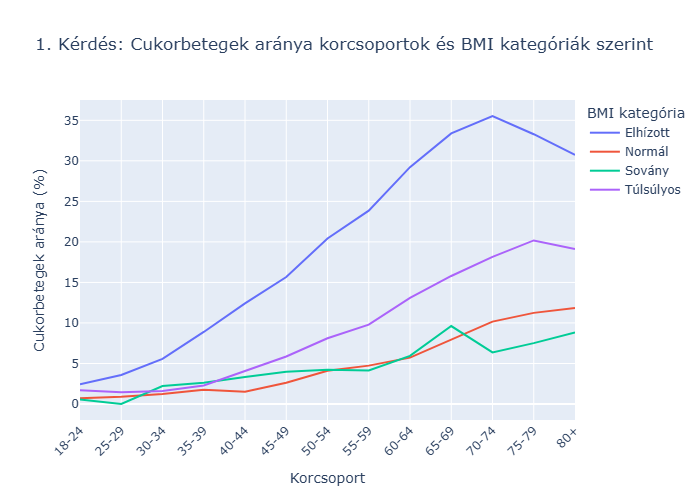 1. Kérdés: Cukorbetegek aránya korcsoportok és BMI kategóriák szerint
BMI kategória
Elhízott
Normál
Sovány
Túlsúlyos
Cukorbetegek aránya (%)
35
30
25
20
15
10
5
0
18-24
25-29
30-34
35-39
40-44
45-49
50-54
55-59
60-64
65-69
70-74
75-79
80+
Korcsoport